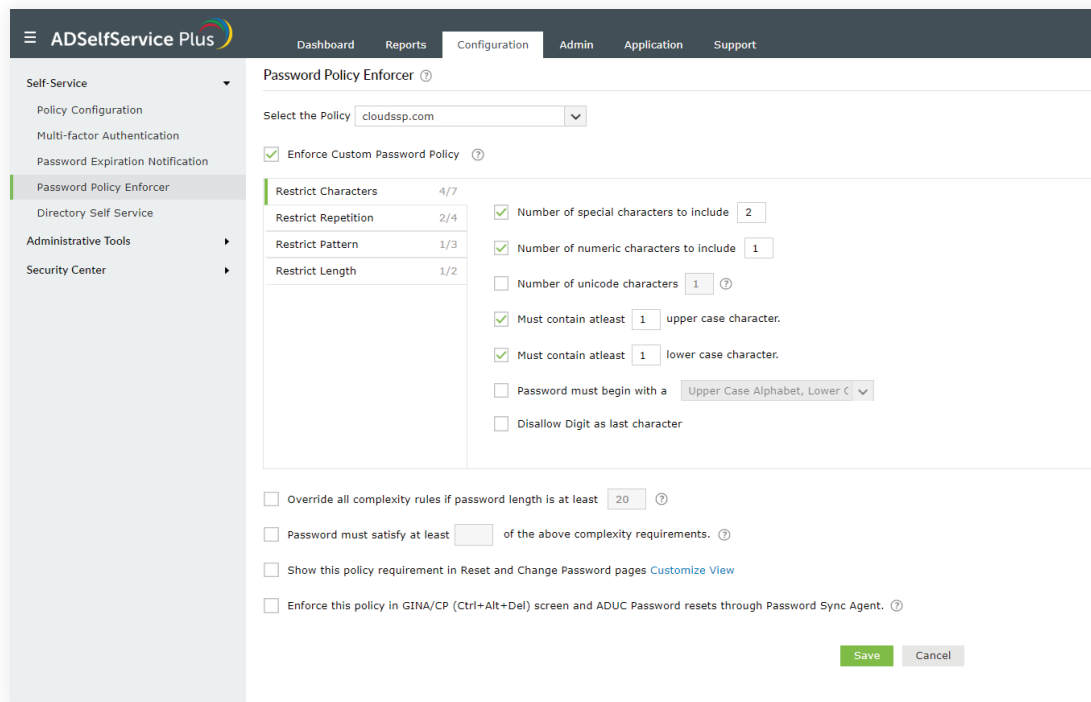 ADSelfService Plus
Dashboard Reports Configuration Admin Application Support
Self-Service
Policy Configuration
Multi-factor Authentication
Password Expiration Notification
Password Policy Enforcer
Directory Self Service
Administrative Tools
Security Center
Password Policy Enforcer ?
Select the Policy cloudssp.com
Enforce Custom Password Policy ?
Restrict Characters 4/7
Restrict Repetition 2/4
Restrict Pattern 1/3
Restrict Length 1/2
Number of special characters to include 2
Number of numeric characters to include 1
Number of unicode characters 1 ?
Must contain atleast 1 upper case character.
Must contain atleast 1 lower case character.
Password must begin with a Upper Case Alphabet, Lower C
Disallow Digit as last character
Override all complexity rules if password length is at least 20 ?
Password must satisfy at least of the above complexity requirements. ?
Show this policy requirement in Reset and Change Password pages Customize View
Enforce this policy in GINA/CP (Ctrl+Alt+Del) screen and ADUC Password resets through Password Sync Agent. ?
Save Cancel